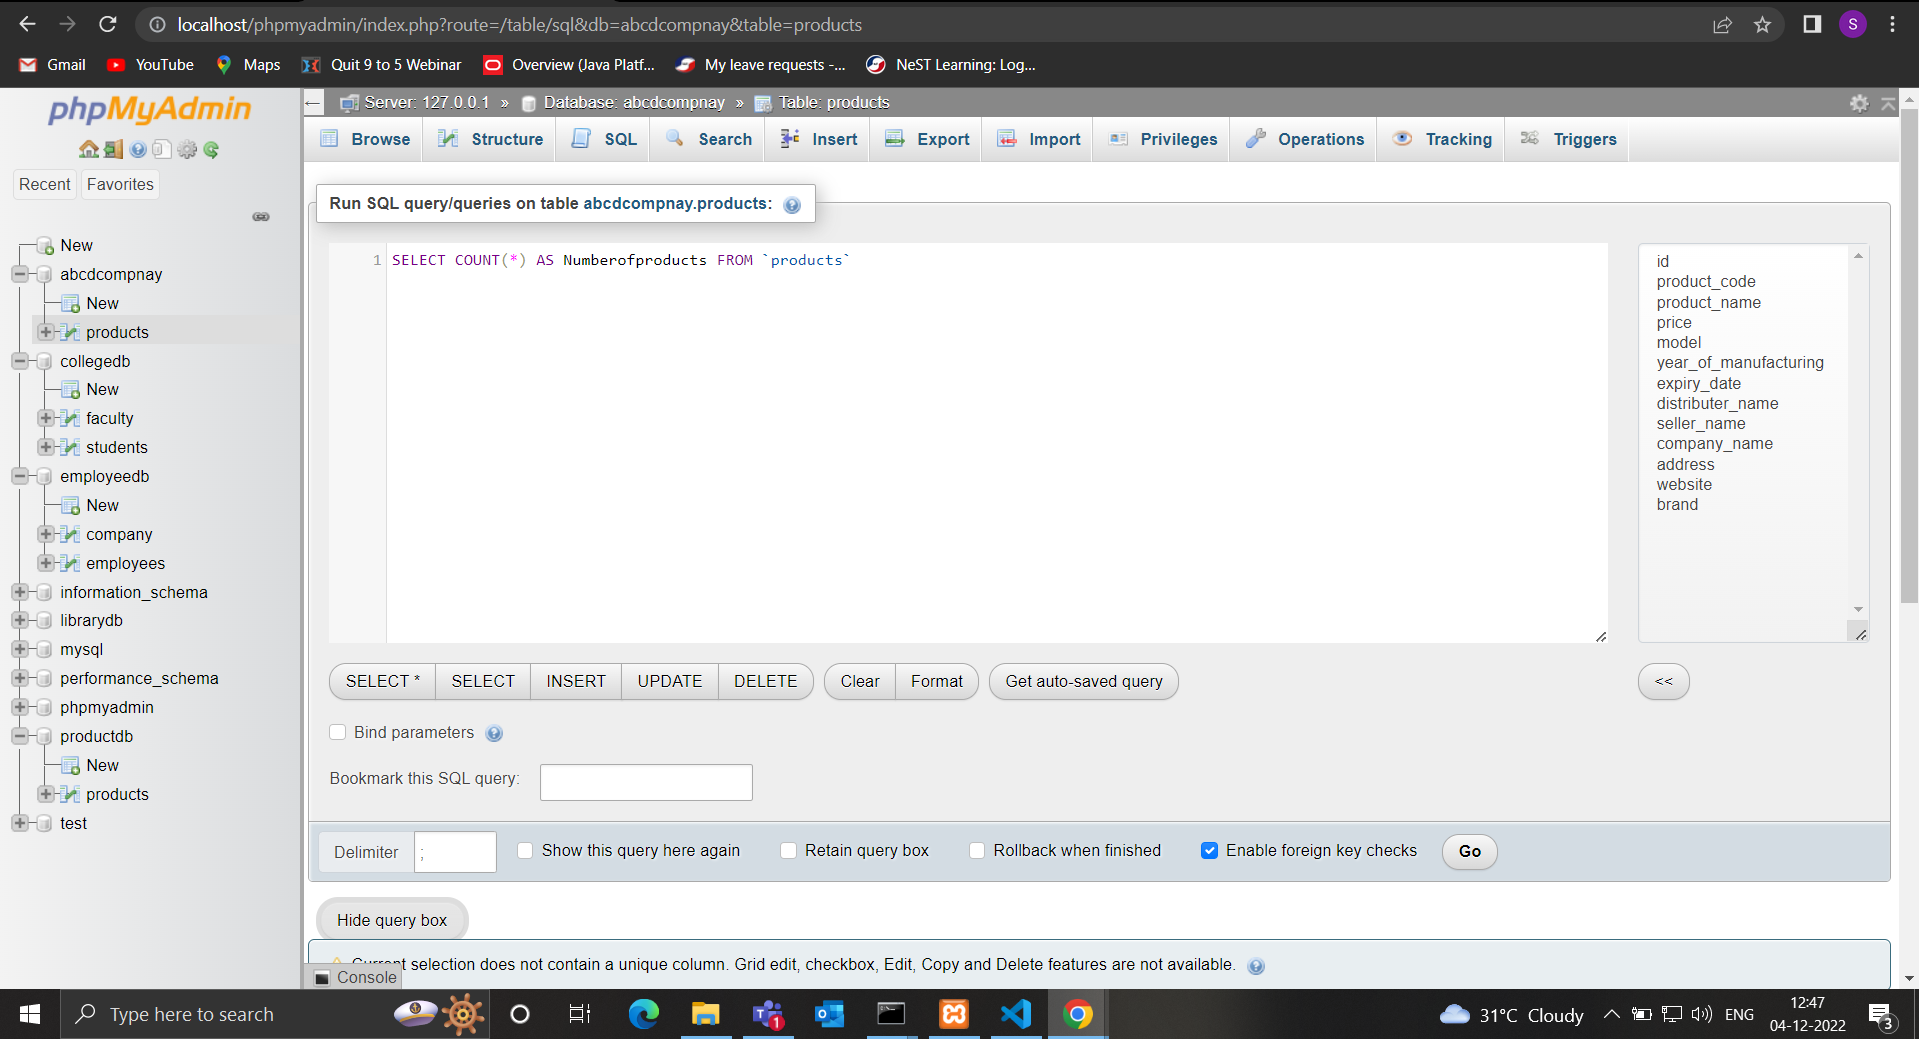 localhost/phpmyadmin/index.php?route=/table/sql&db=abcdcompnay&table=products
S
Gmail YouTube Maps Quit 9 to 5 Webinar Overview (Java Platf... My leave requests -... NeST Learning: Log...
phpMyAdmin
Recent Favorites
New
abcdcompnay
New
products
collegedb
New
faculty
students
employeedb
New
company
employees
information_schema
librarydb
mysql
performance_schema
phpmyadmin
productdb
New
products
test
Server: 127.0.0.1 » Database: abcdcompnay » Table: products
Browse Structure SQL Search Insert Export Import Privileges Operations Tracking Triggers
Run SQL query/queries on table abcdcompnay.products:
1 SELECT COUNT(*) AS Numberofproducts FROM `products`
id
product_code
product_name
price
model
year_of_manufacturing
expiry_date
distributer_name
seller_name
company_name
address
website
brand
SELECT * SELECT INSERT UPDATE DELETE Clear Format Get auto-saved query <<
Bind parameters
Bookmark this SQL query:
Delimiter ; Show this query here again Retain query box Rollback when finished Enable foreign key checks Go
Hide query box
Current selection does not contain a unique column. Grid edit, checkbox, Edit, Copy and Delete features are not available.
Console
Type here to search
1
31°C Cloudy
ENG
12:47
04-12-2022
3